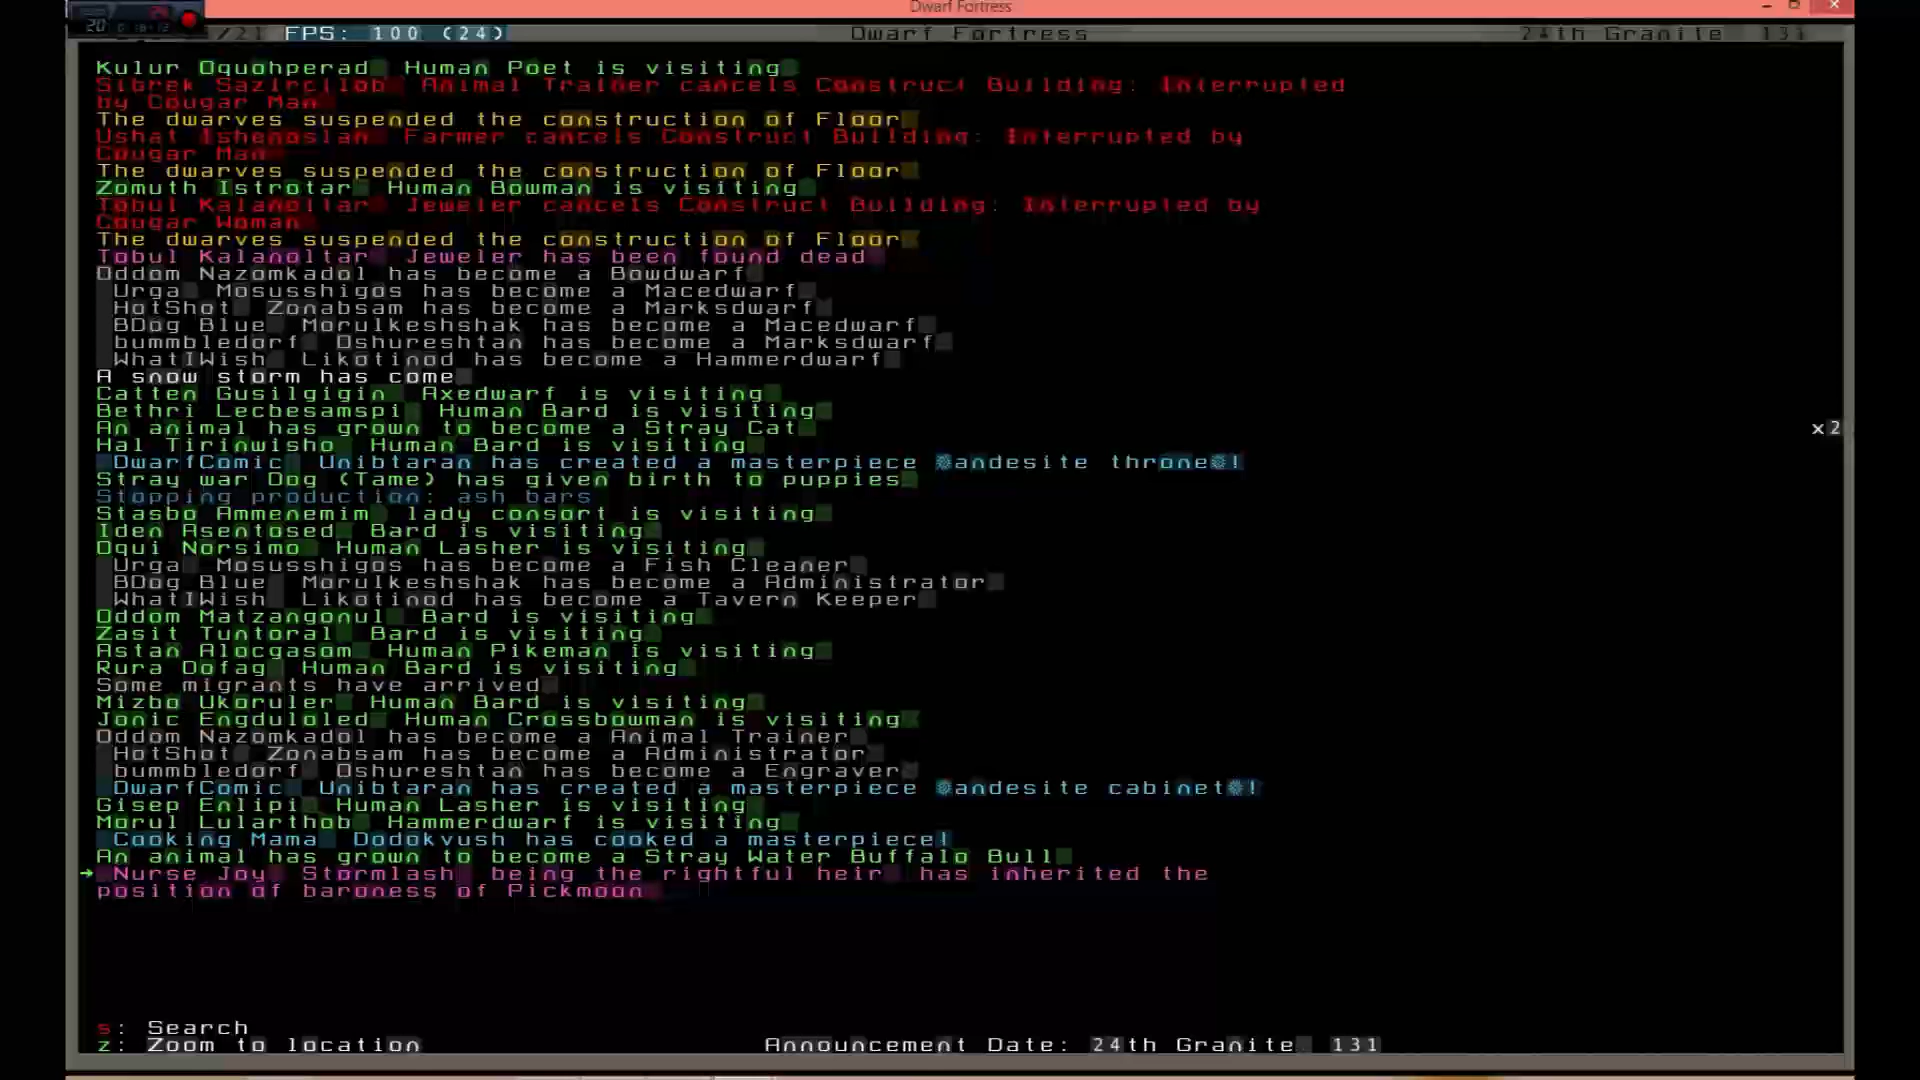 Dwarf Fortress
20
/21 FPS: 100 (24) Dwarf Fortress 24th Granite 131
Kulur Oquohperad Human Poet is visiting
Sibrek Sazircilob Animal Trainer cancels Construct Building: Interrupted
by Cougar Man
The dwarves suspended the construction of Floor
Ushat Ishenoslan Farmer cancels Construct Building: Interrupted by
Cougar Man
The dwarves suspended the construction of Floor
Zomuth Istrotar Human Bowman is visiting
Tobul Kalanoltar Jeweler cancels Construct Building: Interrupted by
Cougar Woman
The dwarves suspended the construction of Floor
Tobul Kalanoltar Jeweler has been found dead
Oddom Nazomkadol has become a Bowdwarf
Urga Mosusshigos has become a Macedwarf
HotShot Zonabsam has become a Marksdwarf
BDog Blue Morulkeshshak has become a Macedwarf
bummbledorf Oshureshtan has become a Marksdwarf
WhatIWish Likotinod has become a Hammerdwarf
A snow storm has come
Catten Gusilgigin Axedwarf is visiting
Bethri Lecbesamspi Human Bard is visiting
An animal has grown to become a Stray Cat x2
Hal Tirinwisho Human Bard is visiting
DwarfComic Unibtaran has created a masterpiece ☼andesite throne☼!
Stray war Dog (Tame) has given birth to puppies
Stopping production: ash bars
Stasbo Ammenemim lady consort is visiting
Iden Asentosed Bard is visiting
Oqui Norsimo Human Lasher is visiting
Urga Mosusshigos has become a Fish Cleaner
BDog Blue Morulkeshshak has become a Administrator
WhatIWish Likotinod has become a Tavern Keeper
Oddom Matzangonul Bard is visiting
Zasit Tuntoral Bard is visiting
Astan Alocgasom Human Pikeman is visiting
Rura Dofag Human Bard is visiting
Some migrants have arrived
Mizbo Ukoruler Human Bard is visiting
Jonic Engduloled Human Crossbowman is visiting
Oddom Nazomkadol has become a Animal Trainer
HotShot Zonabsam has become a Administrator
bummbledorf Oshureshtan has become a Engraver
DwarfComic Unibtaran has created a masterpiece ☼andesite cabinet☼!
Gisep Enlipi Human Lasher is visiting
Morul Lularthob Hammerdwarf is visiting
Cooking Mama Dodokvush has cooked a masterpiece!
An animal has grown to become a Stray Water Buffalo Bull
Nurse Joy Stormlash being the rightful heir has inherited the
position of baroness of Pickmoon
s: Search
z: Zoom to location Announcement Date: 24th Granite 131